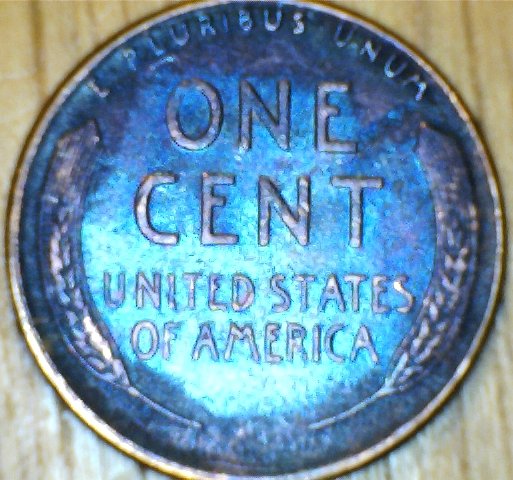 E PLURIBUS UNUM
ONE
CENT
UNITED STATES
OF AMERICA